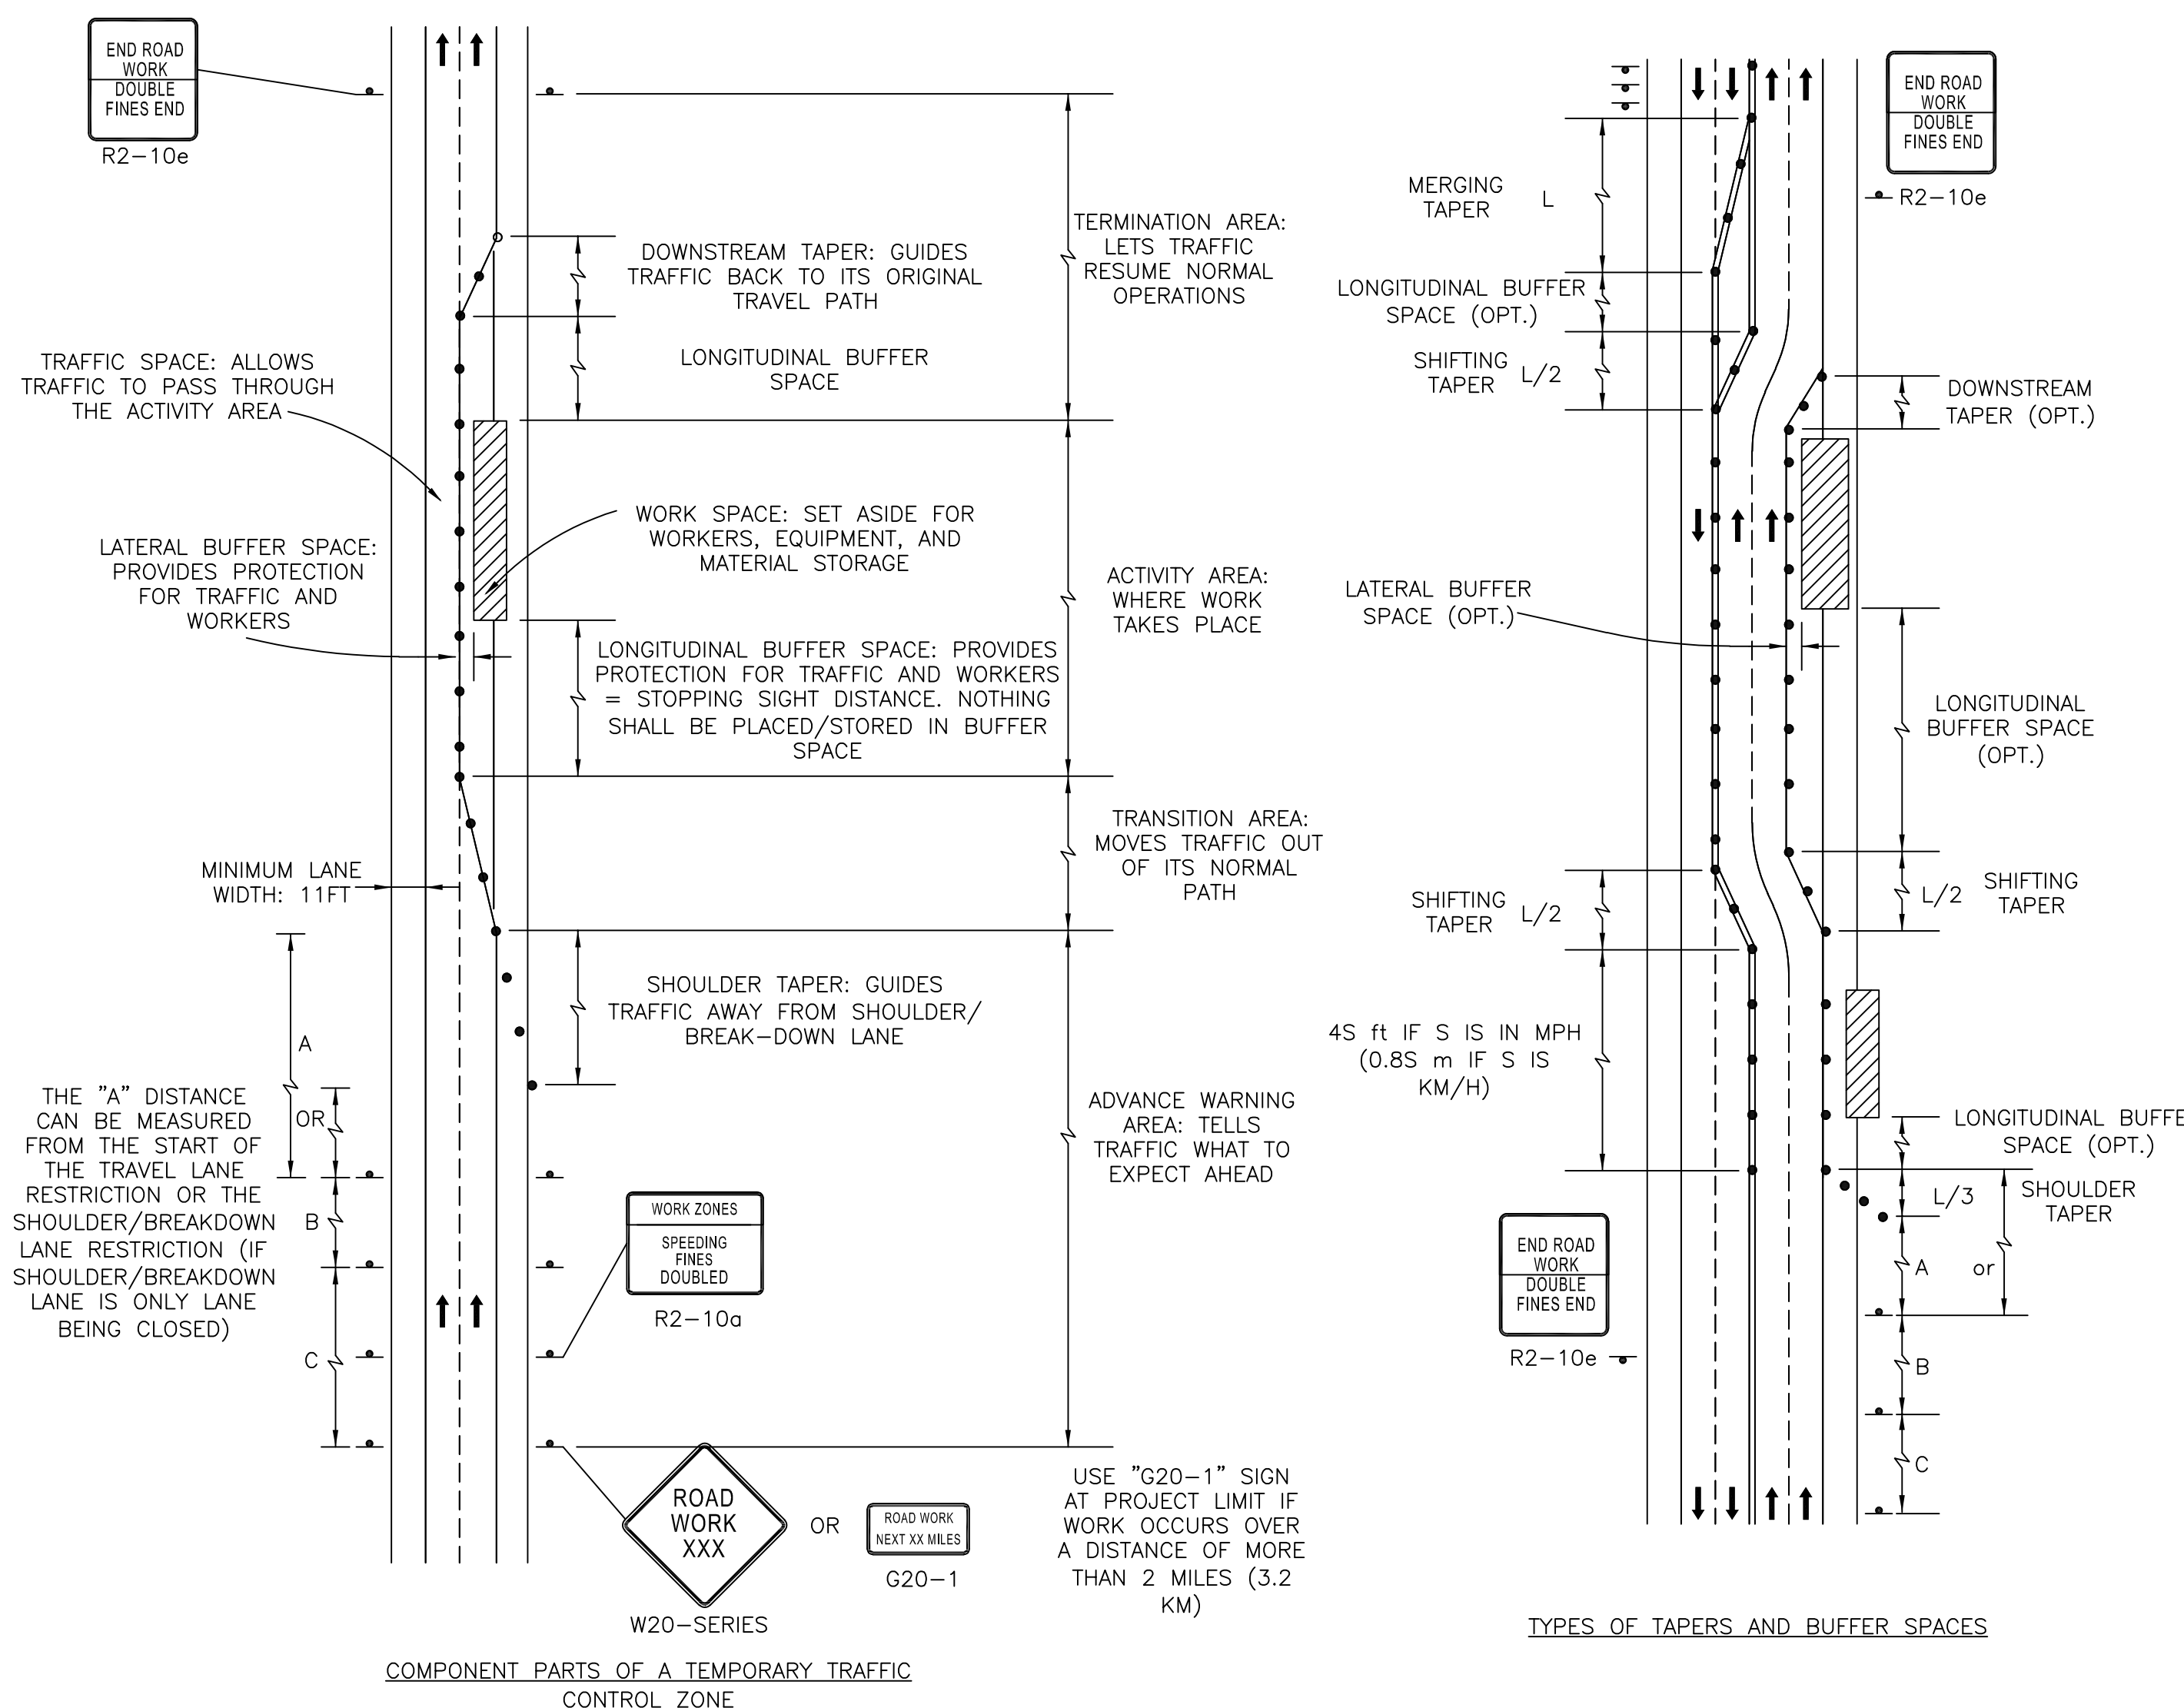 END ROAD
WORK
DOUBLE
FINES END
R2-10e
DOWNSTREAM TAPER: GUIDES
TRAFFIC BACK TO ITS ORIGINAL
TRAVEL PATH
TERMINATION AREA:
LETS TRAFFIC
RESUME NORMAL
OPERATIONS
LONGITUDINAL BUFFER
SPACE
TRAFFIC SPACE: ALLOWS
TRAFFIC TO PASS THROUGH
THE ACTIVITY AREA
WORK SPACE: SET ASIDE FOR
WORKERS, EQUIPMENT, AND
MATERIAL STORAGE
LATERAL BUFFER SPACE:
PROVIDES PROTECTION
FOR TRAFFIC AND
WORKERS
ACTIVITY AREA:
WHERE WORK
TAKES PLACE
LONGITUDINAL BUFFER SPACE: PROVIDES
PROTECTION FOR TRAFFIC AND WORKERS
= STOPPING SIGHT DISTANCE. NOTHING
SHALL BE PLACED/STORED IN BUFFER
SPACE
TRANSITION AREA:
MOVES TRAFFIC OUT
OF ITS NORMAL
PATH
MINIMUM LANE
WIDTH: 11FT
SHOULDER TAPER: GUIDES
TRAFFIC AWAY FROM SHOULDER/
BREAK-DOWN LANE
A
OR
B
C
THE "A" DISTANCE
CAN BE MEASURED
FROM THE START OF
THE TRAVEL LANE
RESTRICTION OR THE
SHOULDER/BREAKDOWN
LANE RESTRICTION (IF
SHOULDER/BREAKDOWN
LANE IS ONLY LANE
BEING CLOSED)
ADVANCE WARNING
AREA: TELLS
TRAFFIC WHAT TO
EXPECT AHEAD
WORK ZONES
SPEEDING
FINES
DOUBLED
R2-10a
ROAD
WORK
XXX
W20-SERIES
OR
ROAD WORK
NEXT XX MILES
G20-1
USE "G20-1" SIGN
AT PROJECT LIMIT IF
WORK OCCURS OVER
A DISTANCE OF MORE
THAN 2 MILES (3.2
KM)
COMPONENT PARTS OF A TEMPORARY TRAFFIC
CONTROL ZONE
END ROAD
WORK
DOUBLE
FINES END
R2-10e
MERGING
TAPER
L
LONGITUDINAL BUFFER
SPACE (OPT.)
SHIFTING
TAPER
L/2
DOWNSTREAM
TAPER (OPT.)
LATERAL BUFFER
SPACE (OPT.)
LONGITUDINAL
BUFFER SPACE
(OPT.)
SHIFTING
TAPER
L/2
L/2
SHIFTING
TAPER
4S ft IF S IS IN MPH
(0.8S m IF S IS
KM/H)
LONGITUDINAL BUFFE
SPACE (OPT.)
L/3
SHOULDER
TAPER
A
or
B
C
END ROAD
WORK
DOUBLE
FINES END
R2-10e
TYPES OF TAPERS AND BUFFER SPACES